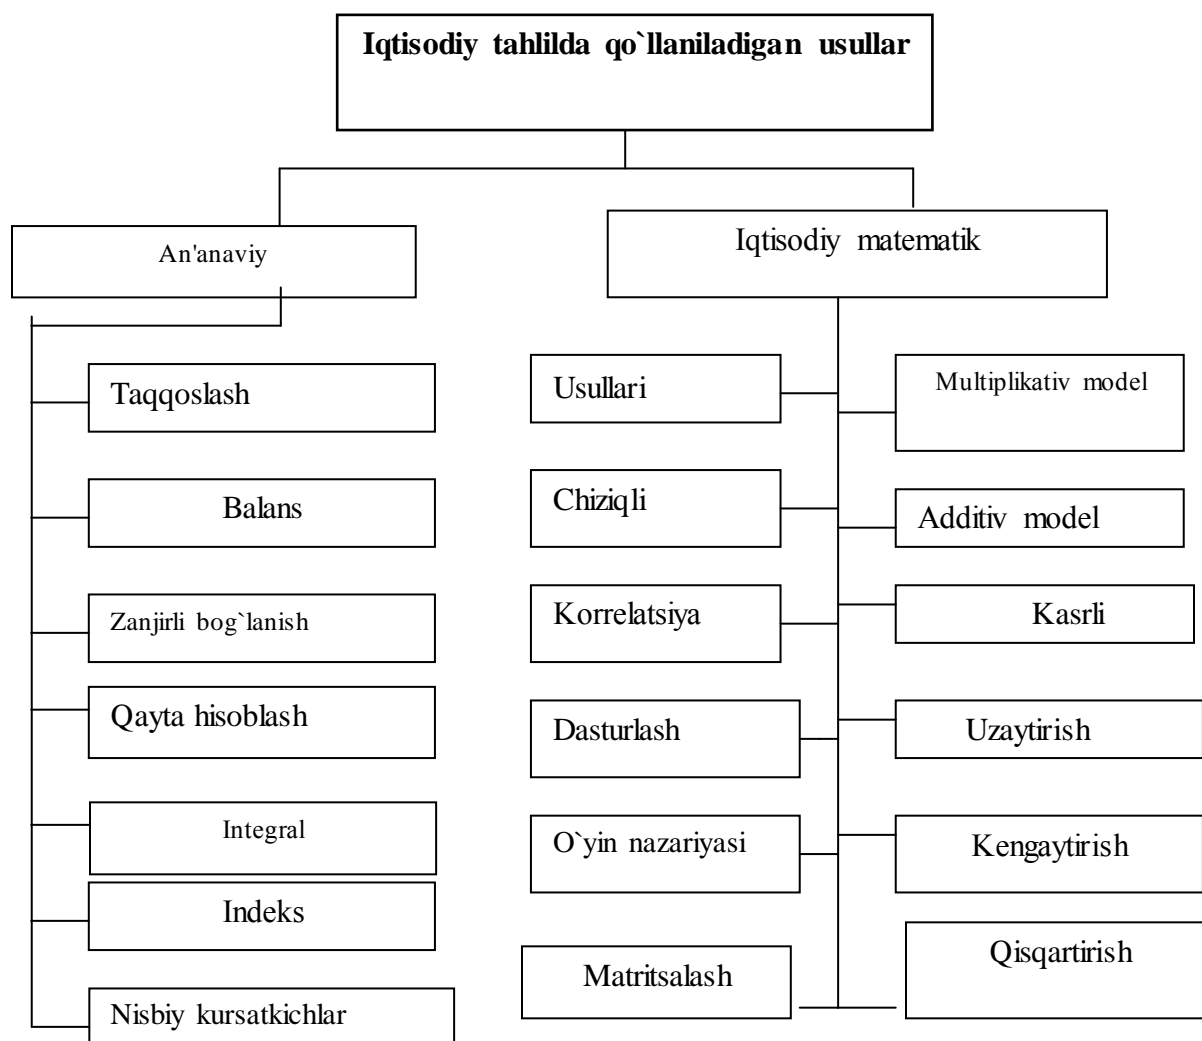 Iqtisodiy tahlilda qo`llaniladigan usullar
An'anaviy
Iqtisodiy matematik
Taqqoslash
Balans
Zanjirli bog`lanish
Qayta hisoblash
Integral
Indeks
Nisbiy kursatkichlar
Usullari
Chiziqli
Korrelatsiya
Dasturlash
O`yin nazariyasi
Matritsalash
Multiplikativ model
Additiv model
Kasrli
Uzaytirish
Kengaytirish
Qisqartirish